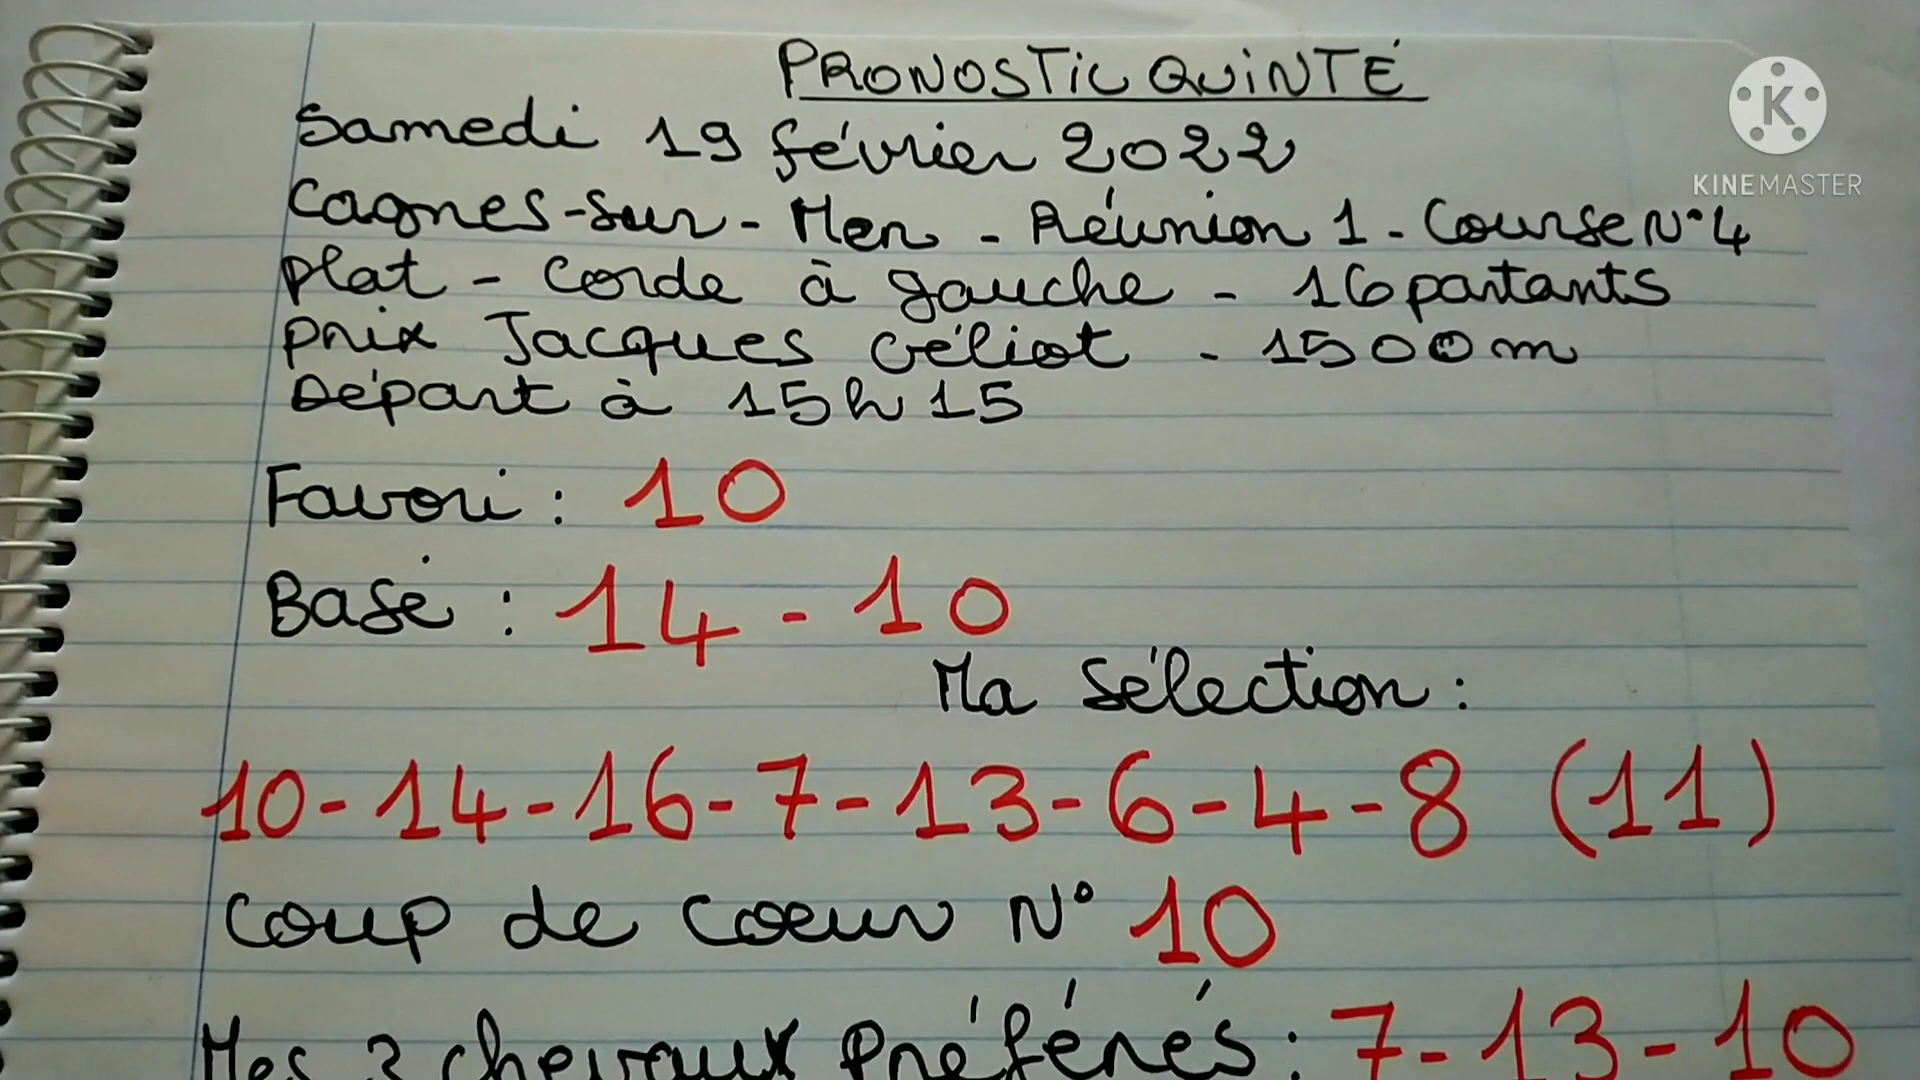 PRONOSTIC QUINTÉ
Samedi 19 février 2022
Cagnes-sur-Mer - Réunion 1 - Course N°4
Plat - Corde à gauche - 16 partants
Prix Jacques Géliot - 1500m
Départ à 15h15
Favori : 10
Base : 14 - 10
Ma Sélection :
10-14-16-7-13-6-4-8 (11)
Coup de coeur N° 10
Mes 3 chevaux préférés : 7-13-10
K
KINEMASTER